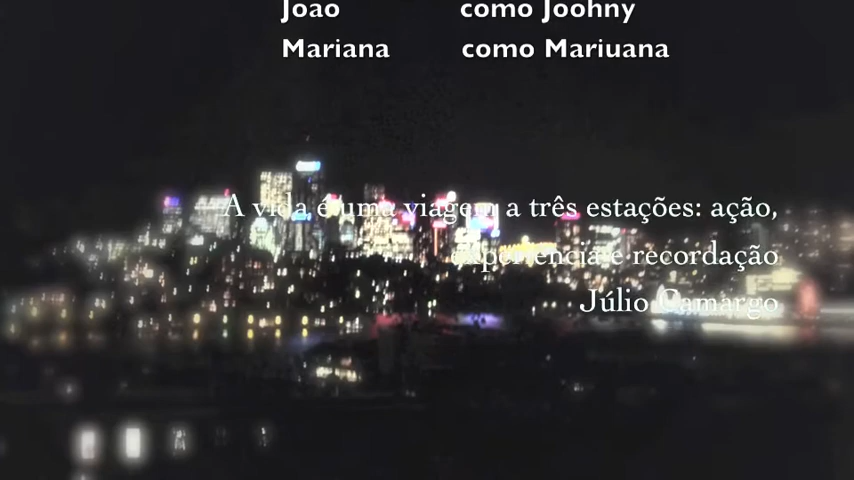 Joao como Joohny
Mariana como Mariuana
A vida é uma viagem a três estações: ação,
experiência e recordação
Júlio Camargo